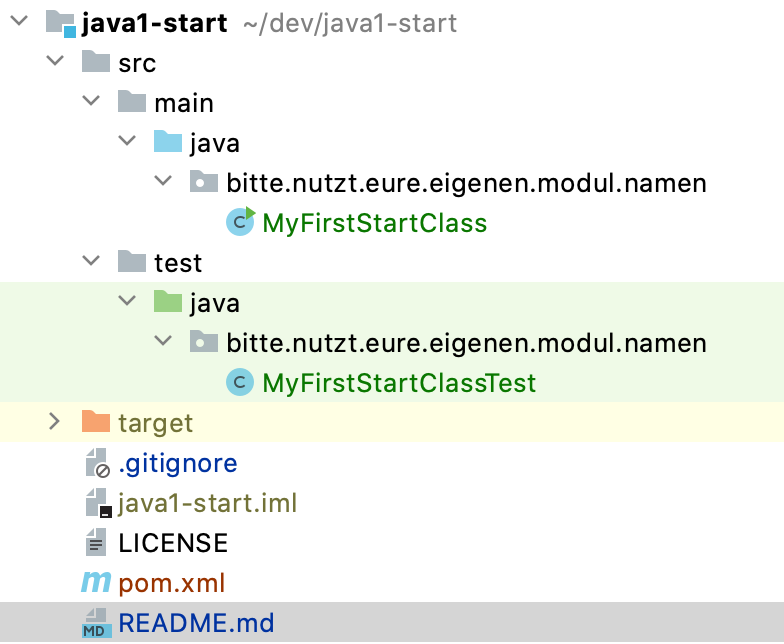 java1-start ~/dev/java1-start
src
main
java
bitte.nutzt.eure.eigenen.modul.namen
C MyFirstStartClass
test
java
bitte.nutzt.eure.eigenen.modul.namen
C MyFirstStartClassTest
target
.gitignore
java1-start.iml
LICENSE
m pom.xml
MD README.md